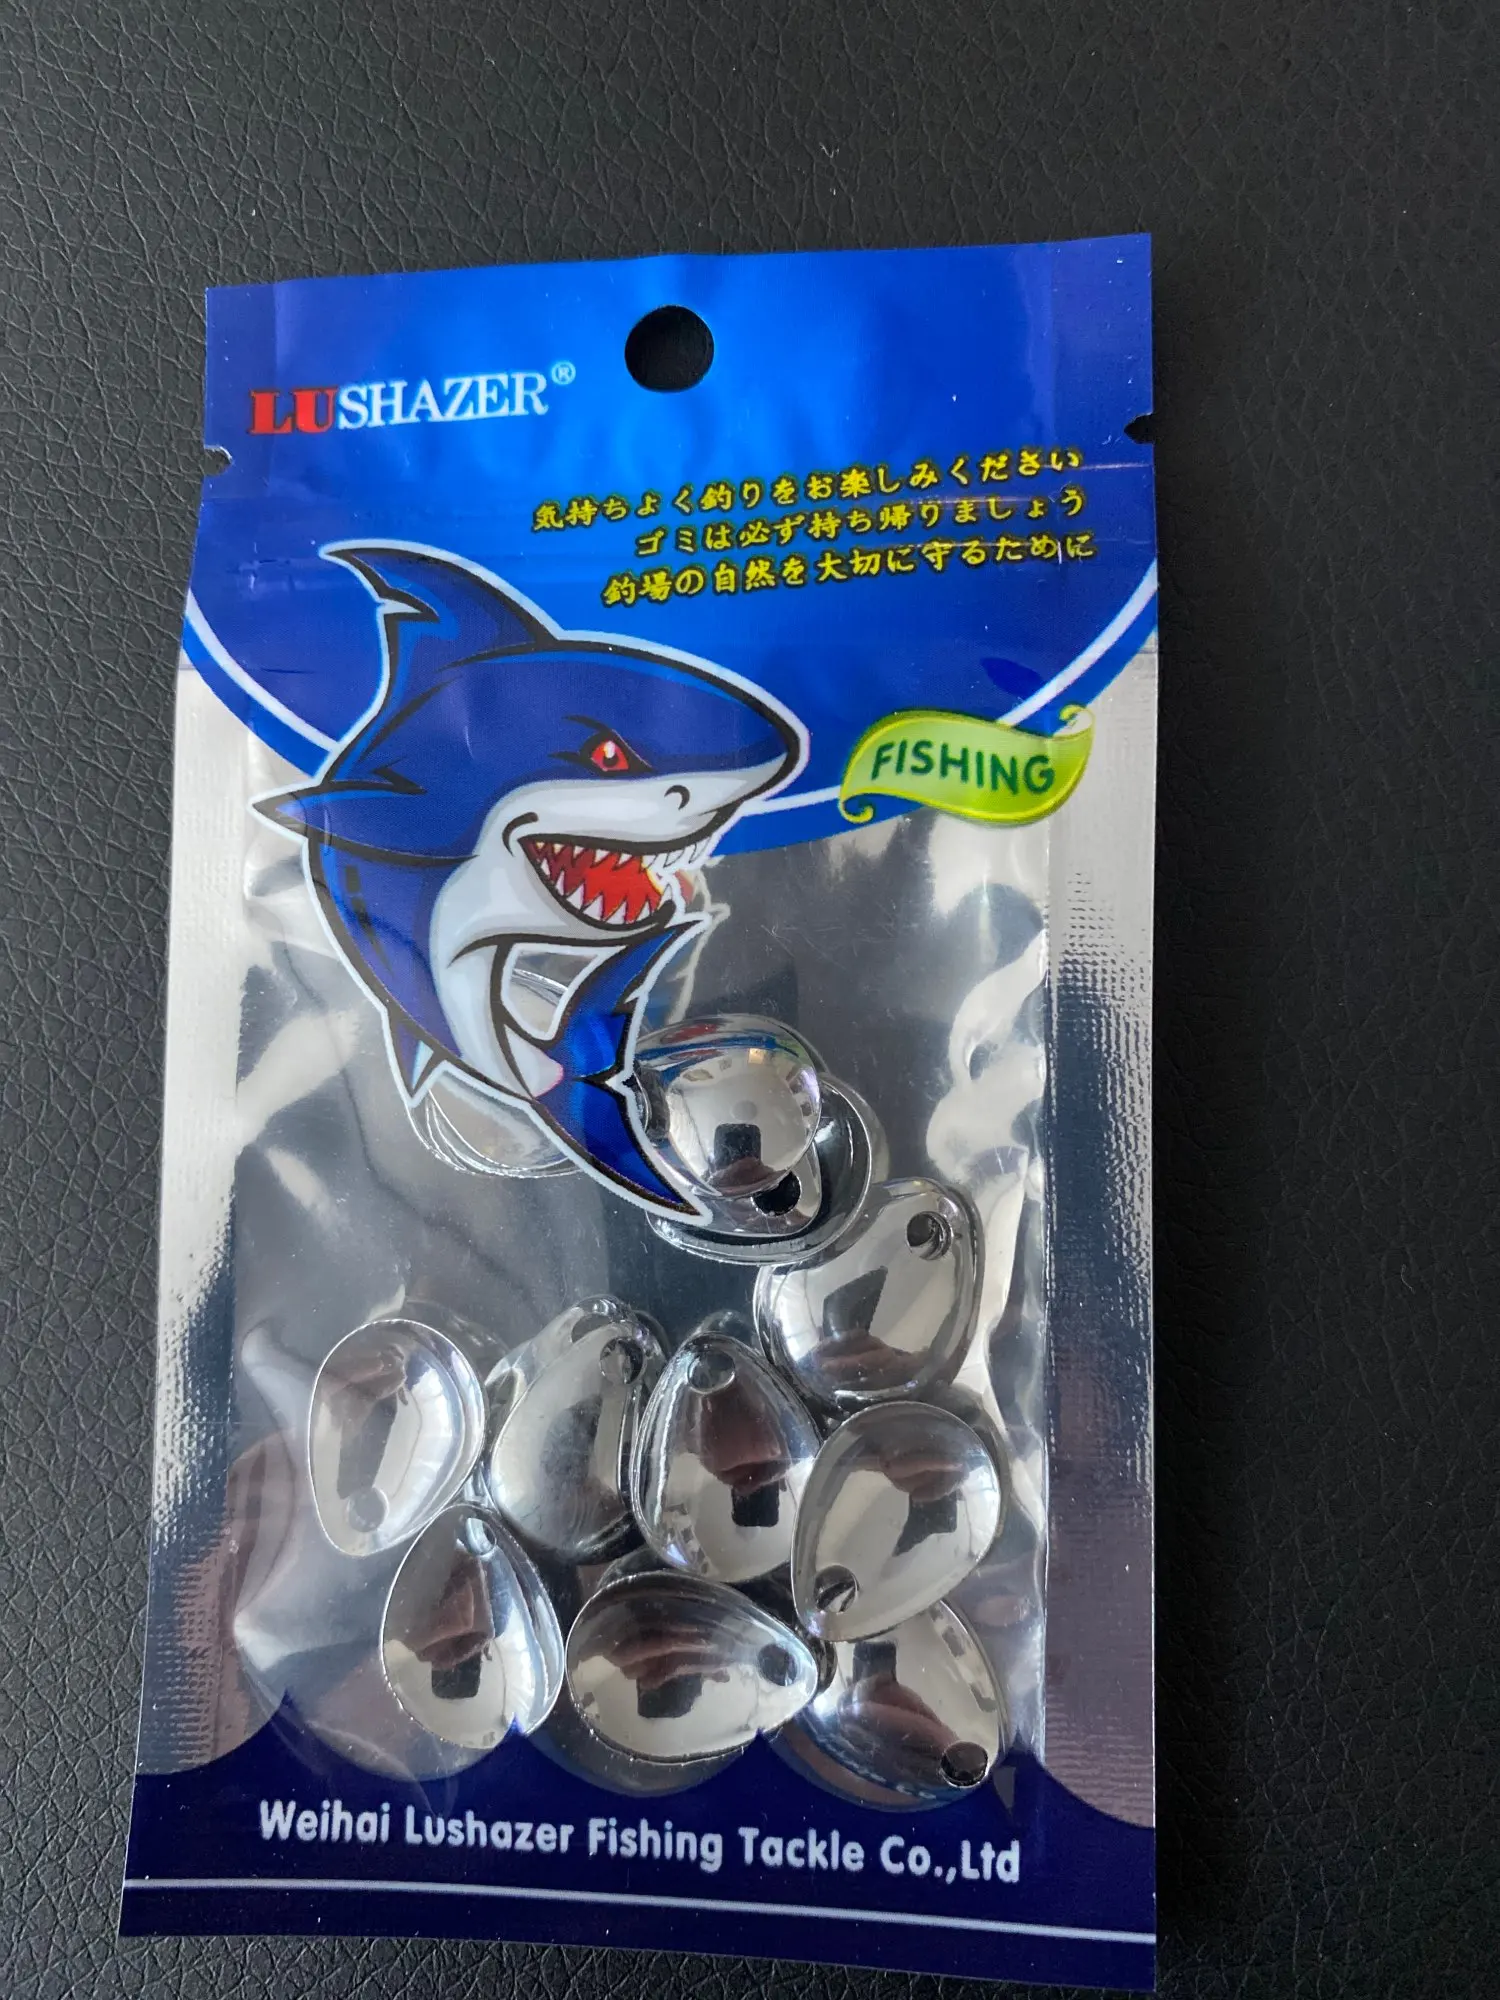 LUSHAZER®
気持ちよく釣りをお楽しみください
ゴミは必ず持ち帰りましょう
釣場の自然を大切に守るために
FISHING
Weihai Lushazer Fishing Tackle Co.,Ltd